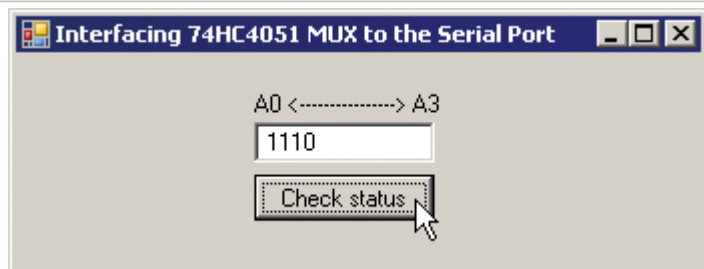 Interfacing 74HC4051 MUX to the Serial Port
A0 <---------------> A3
1110
Check status